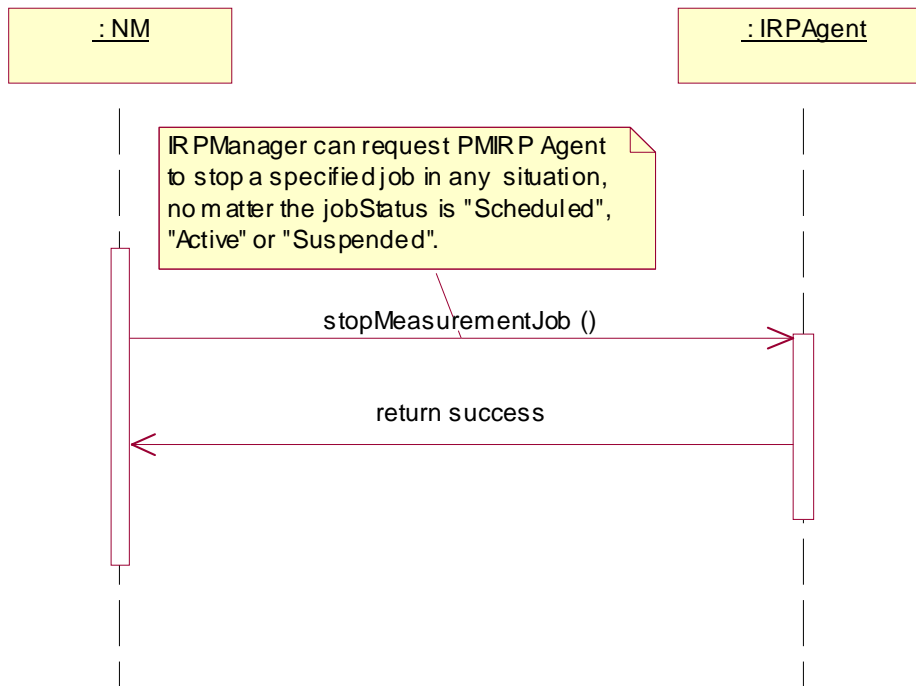 : NM
: IRPAgent
IRPManager can request PMIRP Agent
to stop a specified job in any situation,
no matter the jobStatus is "Scheduled",
"Active" or "Suspended".
stopMeasurementJob ()
return success